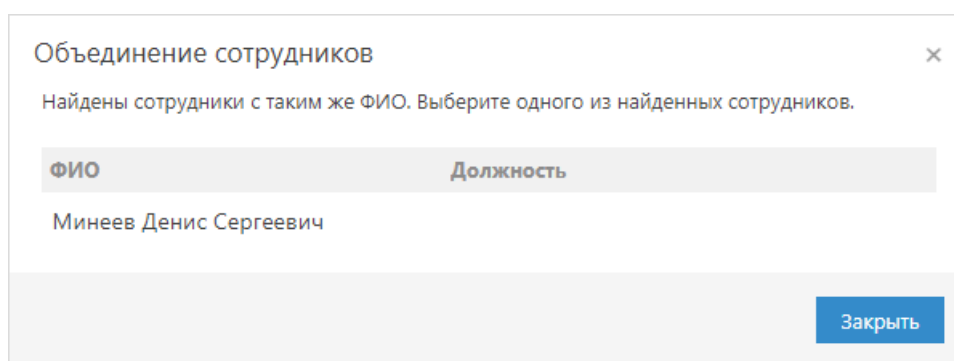 Объединение сотрудников
Найдены сотрудники с таким же ФИО. Выберите одного из найденных сотрудников.
ФИО Должность
Минеев Денис Сергеевич
Закрыть